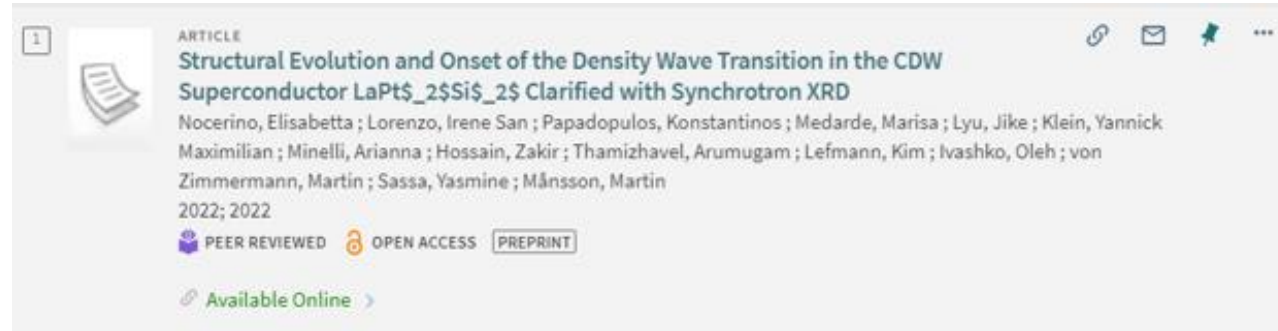 1
ARTICLE
Structural Evolution and Onset of the Density Wave Transition in the CDW
Superconductor LaPt$_2$Si$_2$ Clarified with Synchrotron XRD
Nocerino, Elisabetta ; Lorenzo, Irene San ; Papadopulos, Konstantinos ; Medarde, Marisa ; Lyu, Jike ; Klein, Yannick
Maximilian ; Minelli, Arianna ; Hossain, Zakir ; Thamizhavel, Arumugam ; Lefmann, Kim ; Ivashko, Oleh ; von
Zimmermann, Martin ; Sassa, Yasmine ; Månsson, Martin
2022; 2022
PEER REVIEWED OPEN ACCESS PREPRINT
Available Online